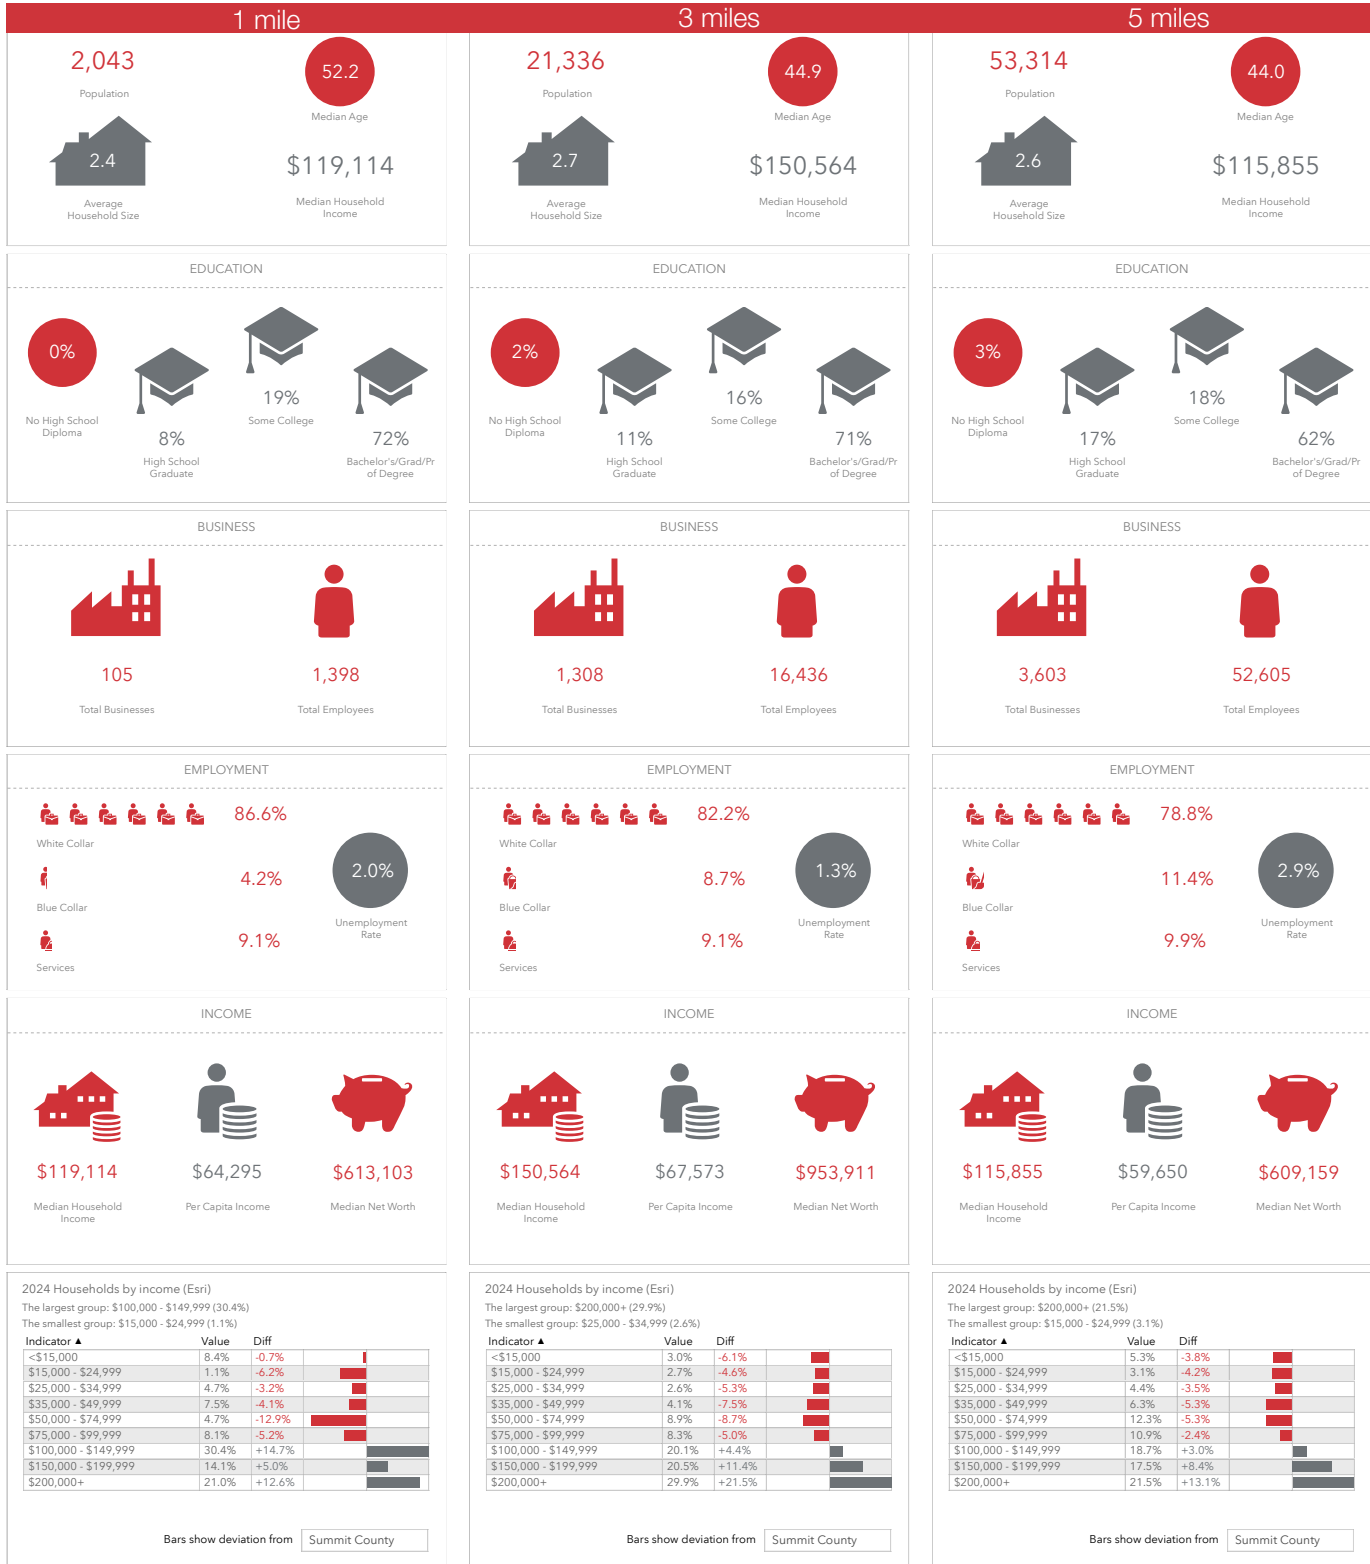 1 mile
2,043
Population
52.2
Median Age
2.4
Average
Household Size
$119,114
Median Household
Income
EDUCATION
0%
No High School
Diploma
8%
High School
Graduate
19%
Some College
72%
Bachelor's/Grad/Pr
of Degree
BUSINESS
105
Total Businesses
1,398
Total Employees
EMPLOYMENT
86.6%
White Collar
4.2%
Blue Collar
9.1%
Services
2.0%
Unemployment
Rate
INCOME
$119,114
Median Household
Income
$64,295
Per Capita Income
$613,103
Median Net Worth
2024 Households by income (Esri)
The largest group: $100,000 - $149,999 (30.4%)
The smallest group: $15,000 - $24,999 (1.1%)
Indicator ▲ Value Diff
<$15,000 8.4% -0.7%
$15,000 - $24,999 1.1% -6.2%
$25,000 - $34,999 4.7% -3.2%
$35,000 - $49,999 7.5% -4.1%
$50,000 - $74,999 4.7% -12.9%
$75,000 - $99,999 8.1% -5.2%
$100,000 - $149,999 30.4% +14.7%
$150,000 - $199,999 14.1% +5.0%
$200,000+ 21.0% +12.6%
Bars show deviation from Summit County
3 miles
21,336
Population
44.9
Median Age
2.7
Average
Household Size
$150,564
Median Household
Income
EDUCATION
2%
No High School
Diploma
11%
High School
Graduate
16%
Some College
71%
Bachelor's/Grad/Pr
of Degree
BUSINESS
1,308
Total Businesses
16,436
Total Employees
EMPLOYMENT
82.2%
White Collar
8.7%
Blue Collar
9.1%
Services
1.3%
Unemployment
Rate
INCOME
$150,564
Median Household
Income
$67,573
Per Capita Income
$953,911
Median Net Worth
2024 Households by income (Esri)
The largest group: $200,000+ (29.9%)
The smallest group: $25,000 - $34,999 (2.6%)
Indicator ▲ Value Diff
<$15,000 3.0% -6.1%
$15,000 - $24,999 2.7% -4.6%
$25,000 - $34,999 2.6% -5.3%
$35,000 - $49,999 4.1% -7.5%
$50,000 - $74,999 8.9% -8.7%
$75,000 - $99,999 8.3% -5.0%
$100,000 - $149,999 20.1% +4.4%
$150,000 - $199,999 20.5% +11.4%
$200,000+ 29.9% +21.5%
Bars show deviation from Summit County
5 miles
53,314
Population
44.0
Median Age
2.6
Average
Household Size
$115,855
Median Household
Income
EDUCATION
3%
No High School
Diploma
17%
High School
Graduate
18%
Some College
62%
Bachelor's/Grad/Pr
of Degree
BUSINESS
3,603
Total Businesses
52,605
Total Employees
EMPLOYMENT
78.8%
White Collar
11.4%
Blue Collar
9.9%
Services
2.9%
Unemployment
Rate
INCOME
$115,855
Median Household
Income
$59,650
Per Capita Income
$609,159
Median Net Worth
2024 Households by income (Esri)
The largest group: $200,000+ (21.5%)
The smallest group: $15,000 - $24,999 (3.1%)
Indicator ▲ Value Diff
<$15,000 5.3% -3.8%
$15,000 - $24,999 3.1% -4.2%
$25,000 - $34,999 4.4% -3.5%
$35,000 - $49,999 6.3% -5.3%
$50,000 - $74,999 12.3% -5.3%
$75,000 - $99,999 10.9% -2.4%
$100,000 - $149,999 18.7% +3.0%
$150,000 - $199,999 17.5% +8.4%
$200,000+ 21.5% +13.1%
Bars show deviation from Summit County